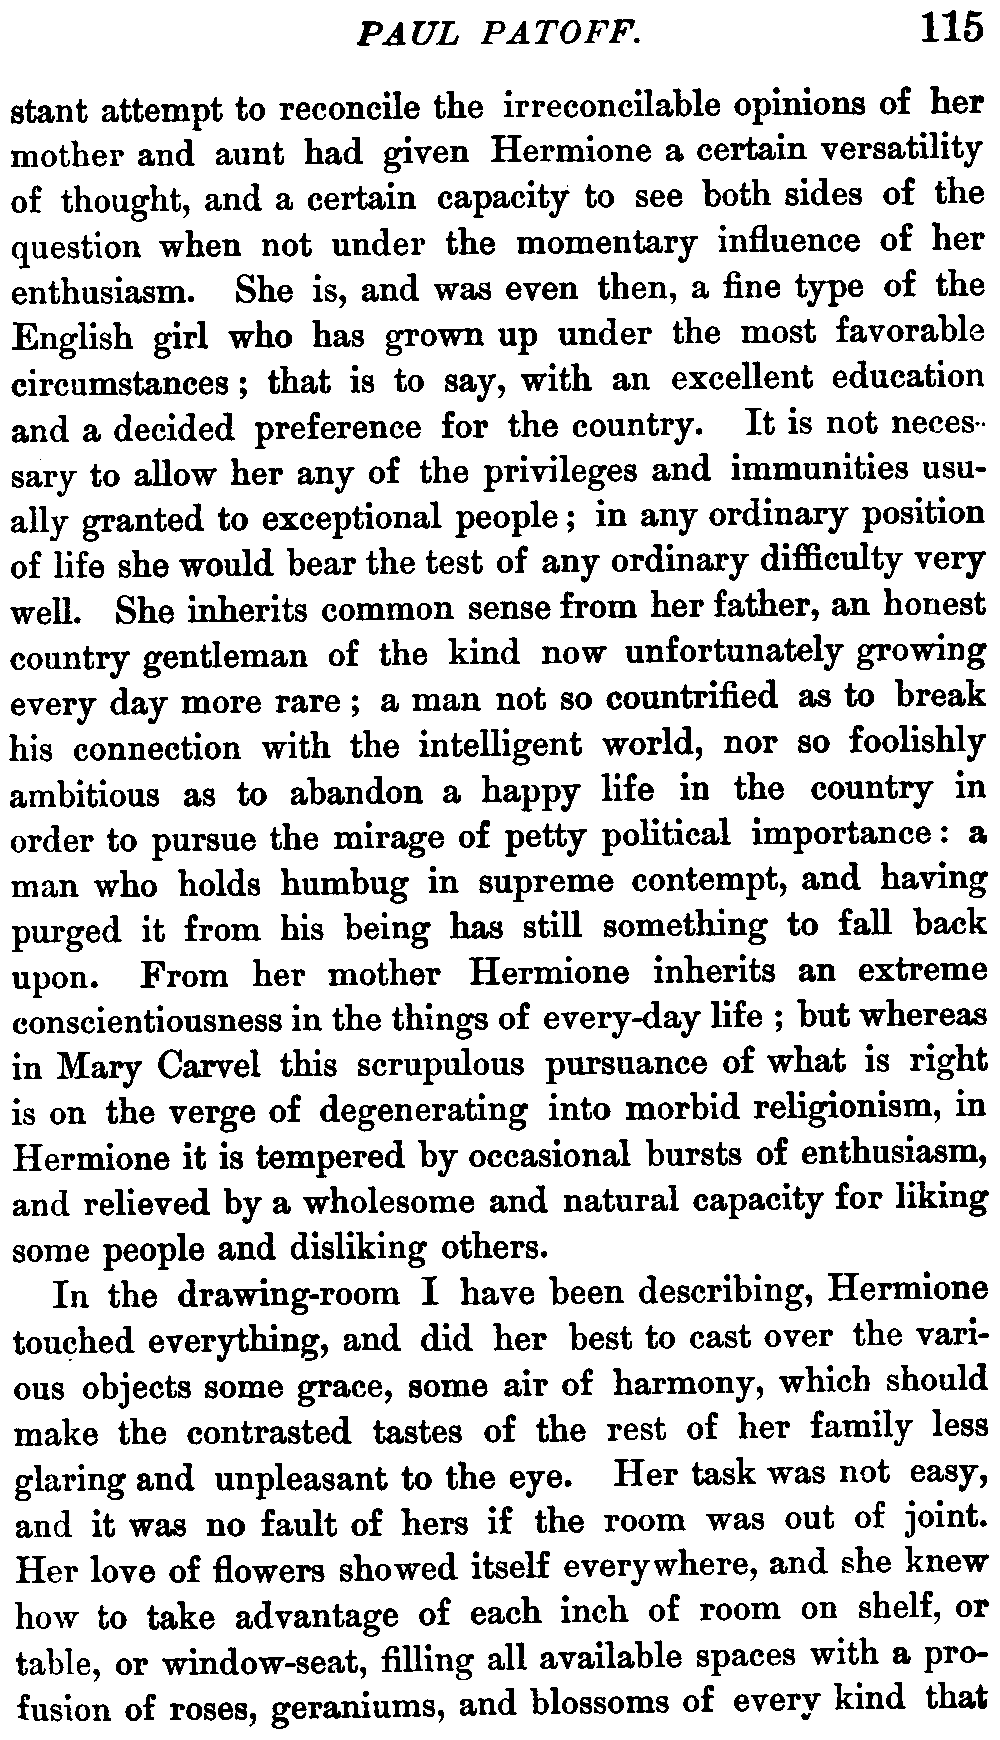 PAUL PATOFF. 115
stant attempt to reconcile the irreconcilable opinions of her
mother and aunt had given Hermione a certain versatility
of thought, and a certain capacity to see both sides of the
question when not under the momentary influence of her
enthusiasm. She is, and was even then, a fine type of the
English girl who has grown up under the most favorable
circumstances; that is to say, with an excellent education
and a decided preference for the country. It is not neces-
sary to allow her any of the privileges and immunities usu-
ally granted to exceptional people; in any ordinary position
of life she would bear the test of any ordinary difficulty very
well. She inherits common sense from her father, an honest
country gentleman of the kind now unfortunately growing
every day more rare; a man not so countrified as to break
his connection with the intelligent world, nor so foolishly
ambitious as to abandon a happy life in the country in
order to pursue the mirage of petty political importance: a
man who holds humbug in supreme contempt, and having
purged it from his being has still something to fall back
upon. From her mother Hermione inherits an extreme
conscientiousness in the things of every-day life; but whereas
in Mary Carvel this scrupulous pursuance of what is right
is on the verge of degenerating into morbid religionism, in
Hermione it is tempered by occasional bursts of enthusiasm,
and relieved by a wholesome and natural capacity for liking
some people and disliking others.
In the drawing-room I have been describing, Hermione
touched everything, and did her best to cast over the vari-
ous objects some grace, some air of harmony, which should
make the contrasted tastes of the rest of her family less
glaring and unpleasant to the eye. Her task was not easy,
and it was no fault of hers if the room was out of joint.
Her love of flowers showed itself everywhere, and she knew
how to take advantage of each inch of room on shelf, or
table, or window-seat, filling all available spaces with a pro-
fusion of roses, geraniums, and blossoms of every kind that